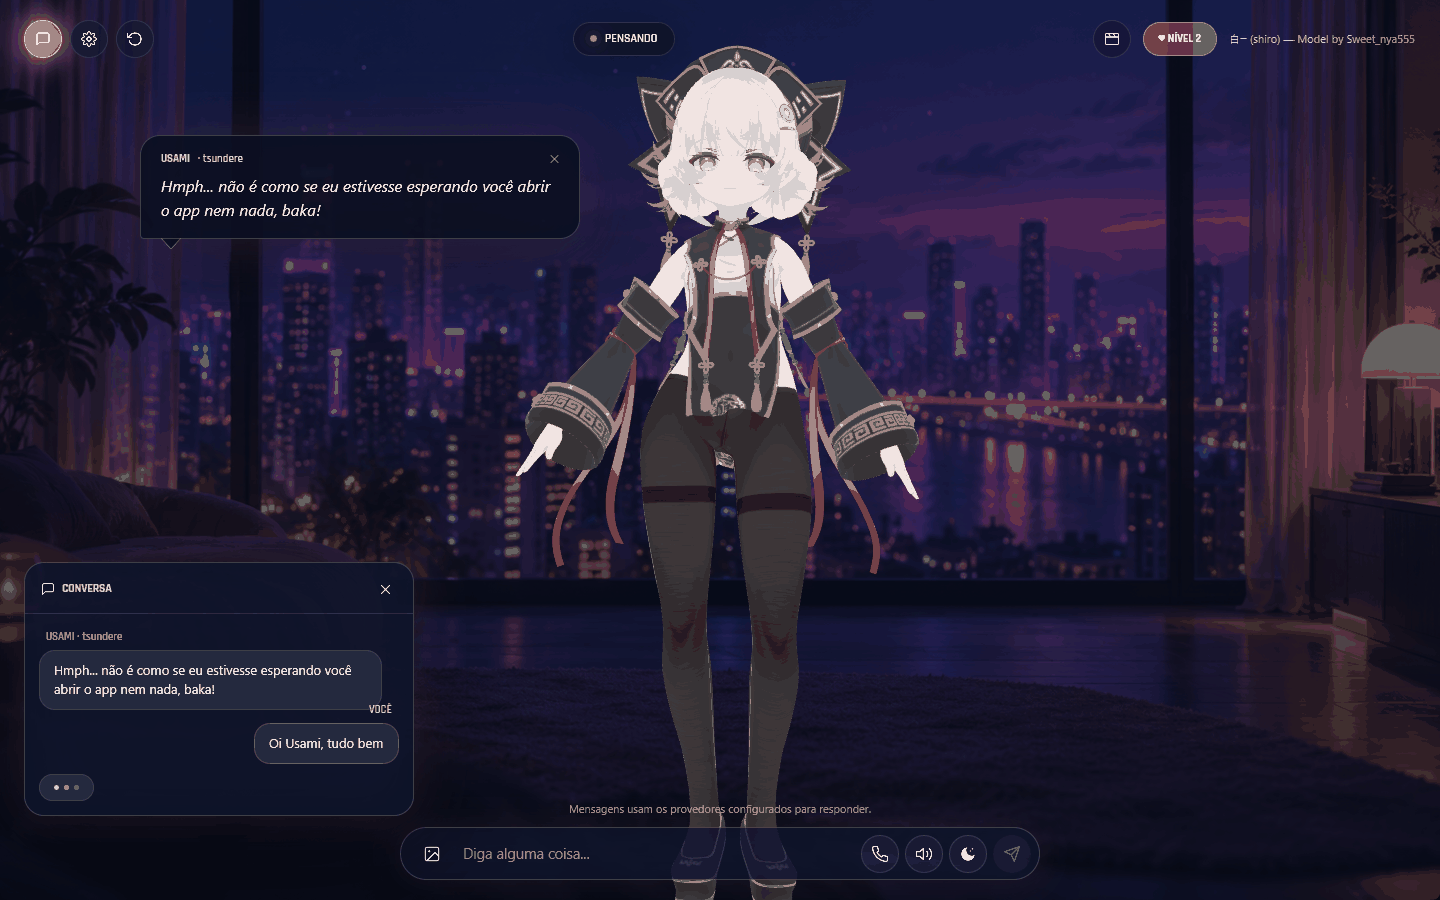 PENSANDO
♥ NÍVEL 2
白一 (shiro) — Model by Sweet_nya555
USAMI · tsundere
Hmph... não é como se eu estivesse esperando você abrir
o app nem nada, baka!
CONVERSA
USAMI · tsundere
Hmph... não é como se eu estivesse esperando você
abrir o app nem nada, baka!
VOCÊ
Oi Usami, tudo bem
Mensagens usam os provedores configurados para responder.
Diga alguma coisa...